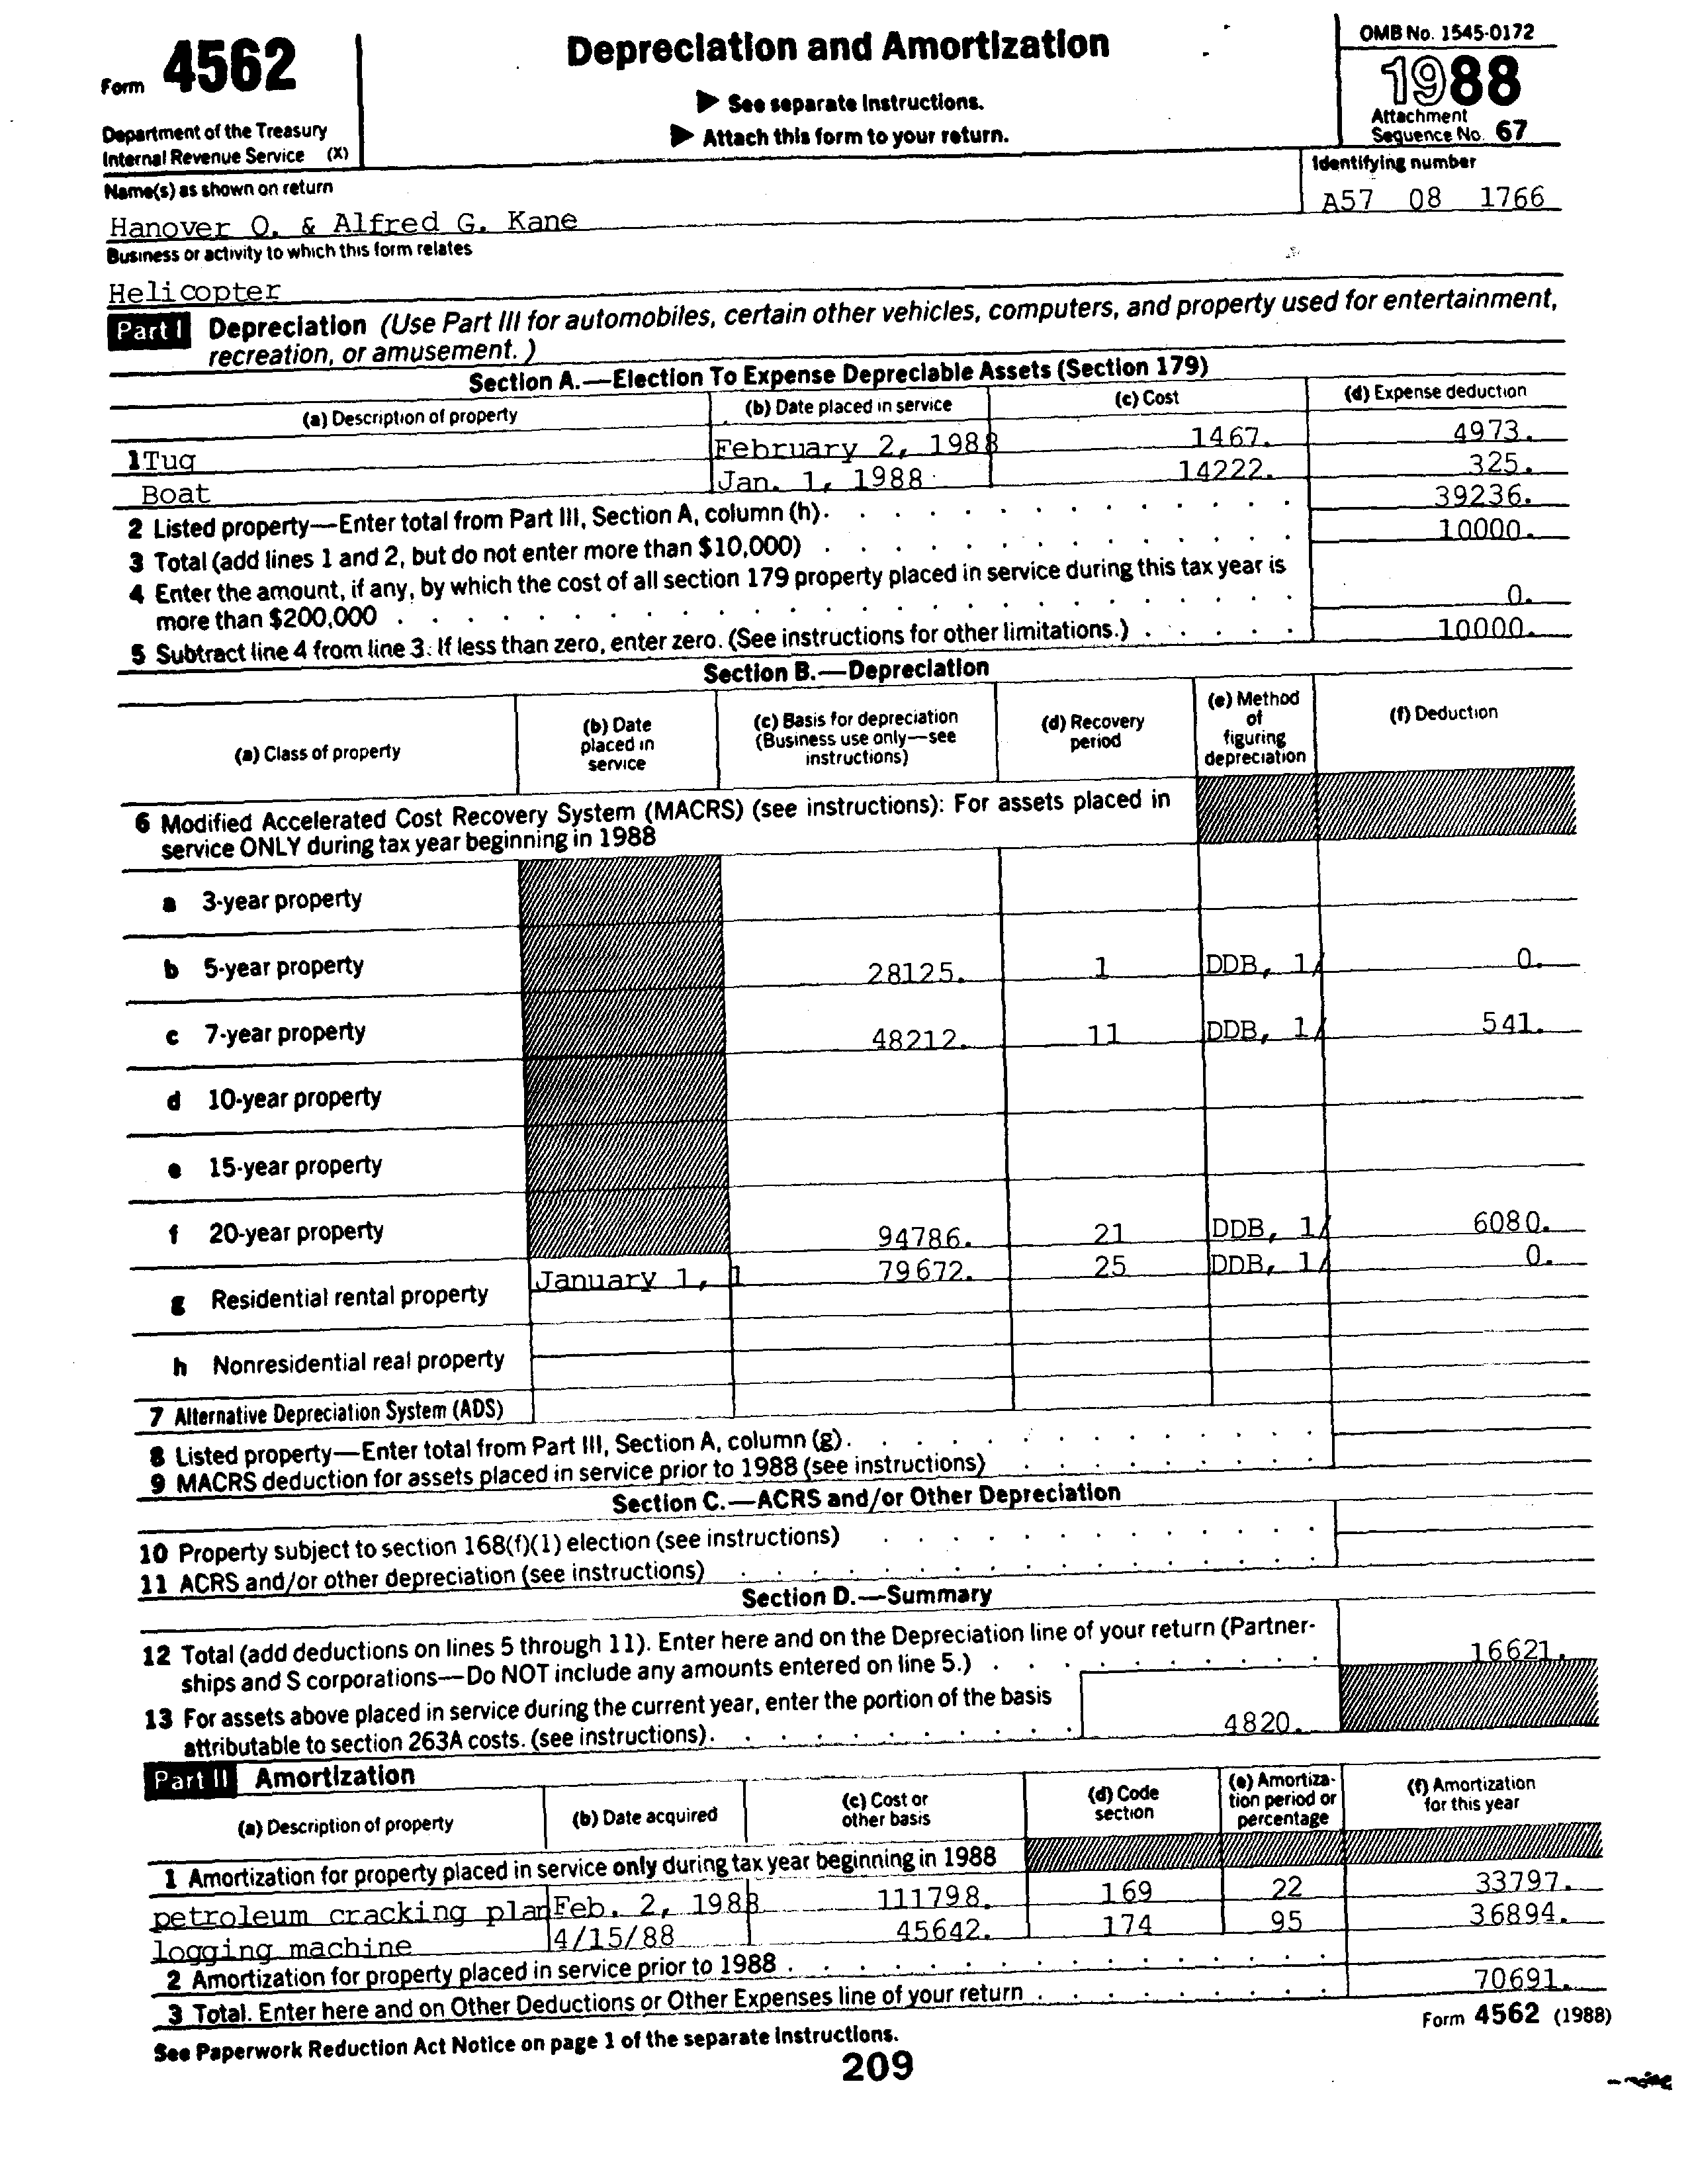 Form 4562
Department of the Treasury
Internal Revenue Service (X)
Depreciation and Amortization
▶ See separate Instructions.
▶ Attach this form to your return.
OMB No. 1545-0172
1988
Attachment
Sequence No. 67
Name(s) as shown on return
Hanover O. & Alfred G. Kane
Identifying number
A57 08 1766
Business or activity to which this form relates
Helicopter
Part I Depreciation (Use Part III for automobiles, certain other vehicles, computers, and property used for entertainment,
recreation, or amusement. )
Section A.—Election To Expense Depreciable Assets (Section 179)
(a) Description of property (b) Date placed in service (c) Cost (d) Expense deduction
1 Tug February 2, 1988 1467. 4973.
Boat Jan. 1, 1988 14222. 325.
2 Listed property—Enter total from Part III, Section A, column (h). 39236.
3 Total (add lines 1 and 2, but do not enter more than $10,000) 10000.
4 Enter the amount, if any, by which the cost of all section 179 property placed in service during this tax year is
more than $200,000 0.
5 Subtract line 4 from line 3. If less than zero, enter zero. (See instructions for other limitations.) 10000.
Section B.—Depreciation
(a) Class of property
(b) Date
placed in
service
(c) Basis for depreciation
(Business use only—see
instructions)
(d) Recovery
period
(e) Method
of
figuring
depreciation
(f) Deduction
6 Modified Accelerated Cost Recovery System (MACRS) (see instructions): For assets placed in
service ONLY during tax year beginning in 1988
a 3-year property
b 5-year property 28125. 1 DDB, 1/ 0.
c 7-year property 48212. 11 DDB, 1/ 541.
d 10-year property
e 15-year property
f 20-year property 94786. 21 DDB, 1/ 6080.
g Residential rental property January 1, 1 79672. 25 DDB, 1/ 0.
h Nonresidential real property
7 Alternative Depreciation System (ADS)
8 Listed property—Enter total from Part III, Section A, column (g).
9 MACRS deduction for assets placed in service prior to 1988 (see instructions)
Section C.—ACRS and/or Other Depreciation
10 Property subject to section 168(f)(1) election (see instructions)
11 ACRS and/or other depreciation (see instructions)
Section D.—Summary
12 Total (add deductions on lines 5 through 11). Enter here and on the Depreciation line of your return (Partner-
ships and S corporations—Do NOT include any amounts entered on line 5.) 16621.
13 For assets above placed in service during the current year, enter the portion of the basis
attributable to section 263A costs. (see instructions). 4820.
Part II Amortization
(a) Description of property
(b) Date acquired
(c) Cost or
other basis
(d) Code
section
(e) Amortiza-
tion period or
percentage
(f) Amortization
for this year
1 Amortization for property placed in service only during tax year beginning in 1988
petroleum cracking plan Feb. 2, 1988 111798. 169 22 33797.
logging machine 4/15/88 45642. 174 95 36894.
2 Amortization for property placed in service prior to 1988
3 Total. Enter here and on Other Deductions or Other Expenses line of your return 70691.
See Paperwork Reduction Act Notice on page 1 of the separate instructions.
Form 4562 (1988)
209